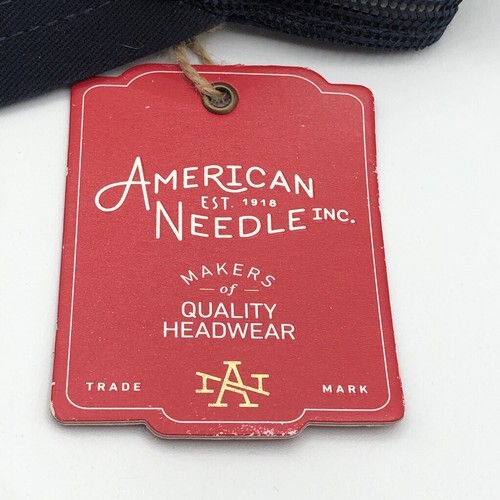 AMERICAN
EST. 1918
NEEDLE INC.
MAKERS
of
QUALITY
HEADWEAR
TRADE MARK
AN